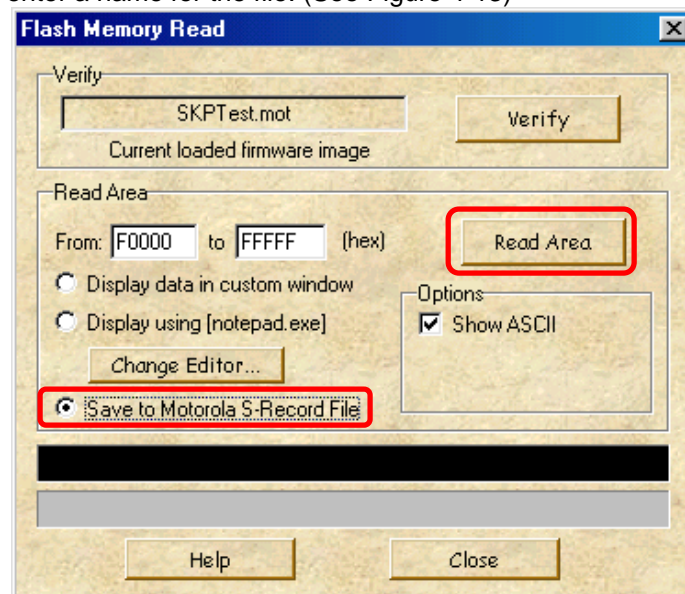 Flash Memory Read
Verify
SKPTest.mot
Verify
Current loaded firmware image
Read Area
From: F0000 to FFFFF (hex)
Read Area
Display data in custom window
Options
Display using [notepad.exe]
Show ASCII
Change Editor...
Save to Motorola S-Record File
Help
Close